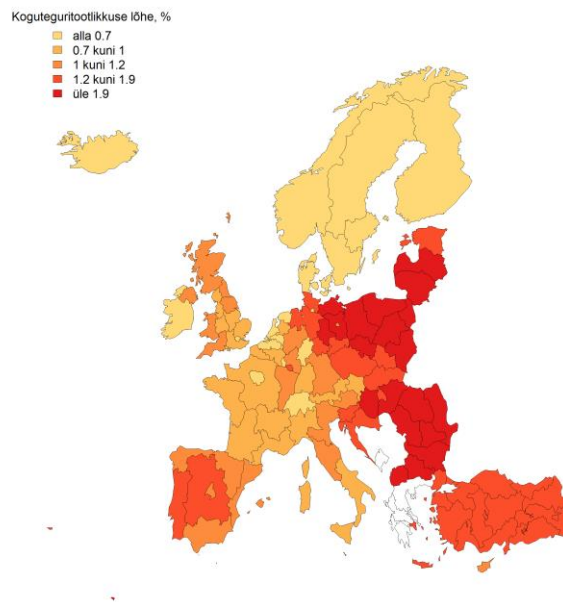 Koguteguritootlikkuse lõhe, %
alla 0.7
0.7 kuni 1
1 kuni 1.2
1.2 kuni 1.9
üle 1.9